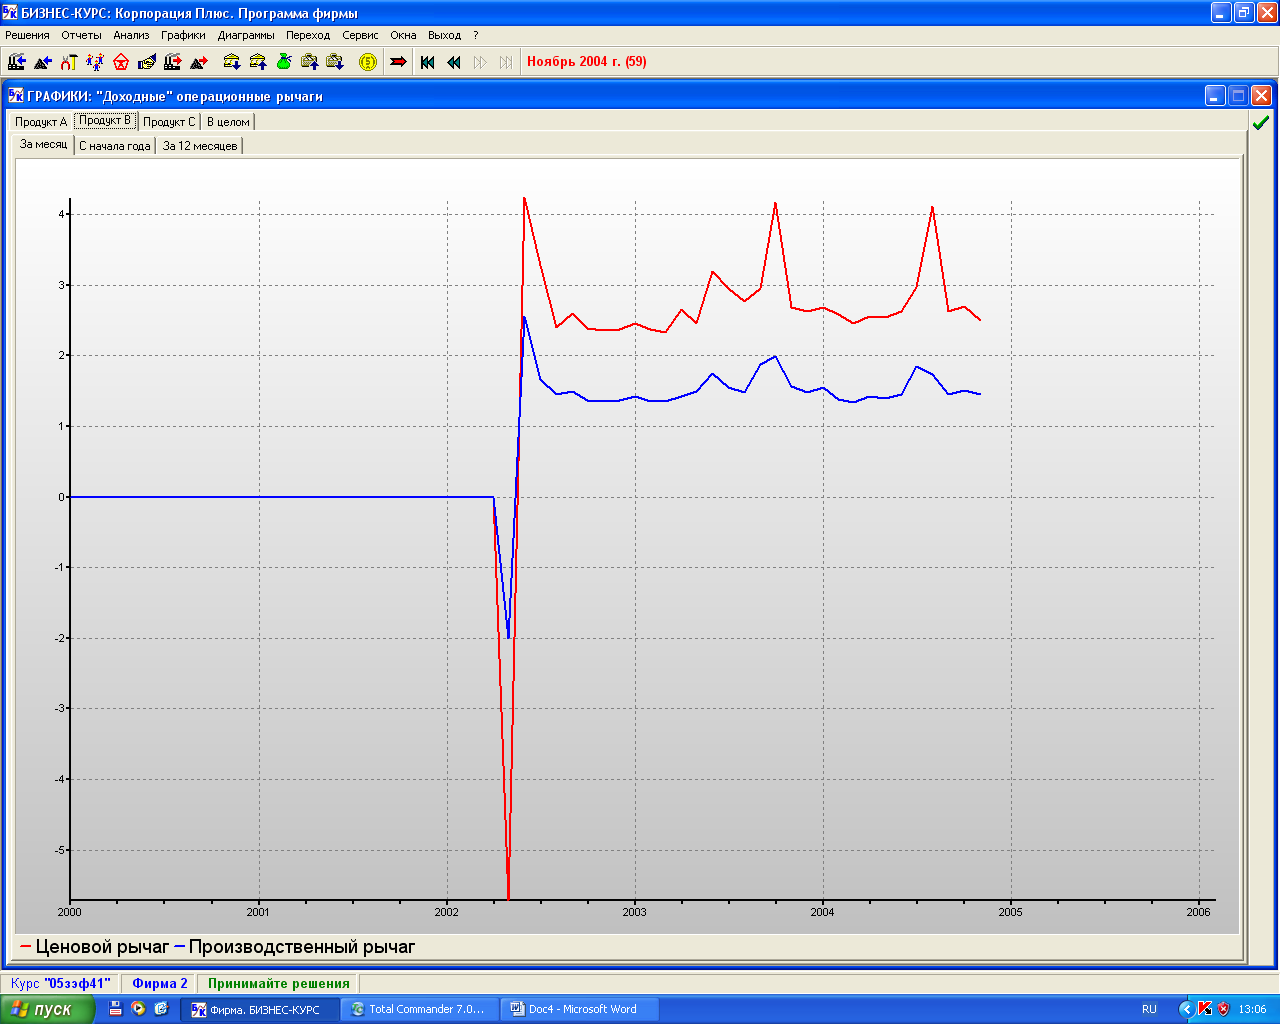 БИЗНЕС-КУРС: Корпорация Плюс. Программа фирмы
Решения Отчеты Анализ Графики Диаграммы Переход Сервис Окна Выход ?
Ноябрь 2004 г. (59)
ГРАФИКИ: "Доходные" операционные рычаги
Продукт A Продукт B Продукт C В целом
За месяц С начала года За 12 месяцев
4
3
2
1
0
-1
-2
-3
-4
-5
2000 2001 2002 2003 2004 2005 2006
Ценовой рычаг Производственный рычаг
Курс "05зэф41" Фирма 2 Принимайте решения
пуск Фирма. БИЗНЕС-КУРС Total Commander 7.0... Doc4 - Microsoft Word RU 13:06